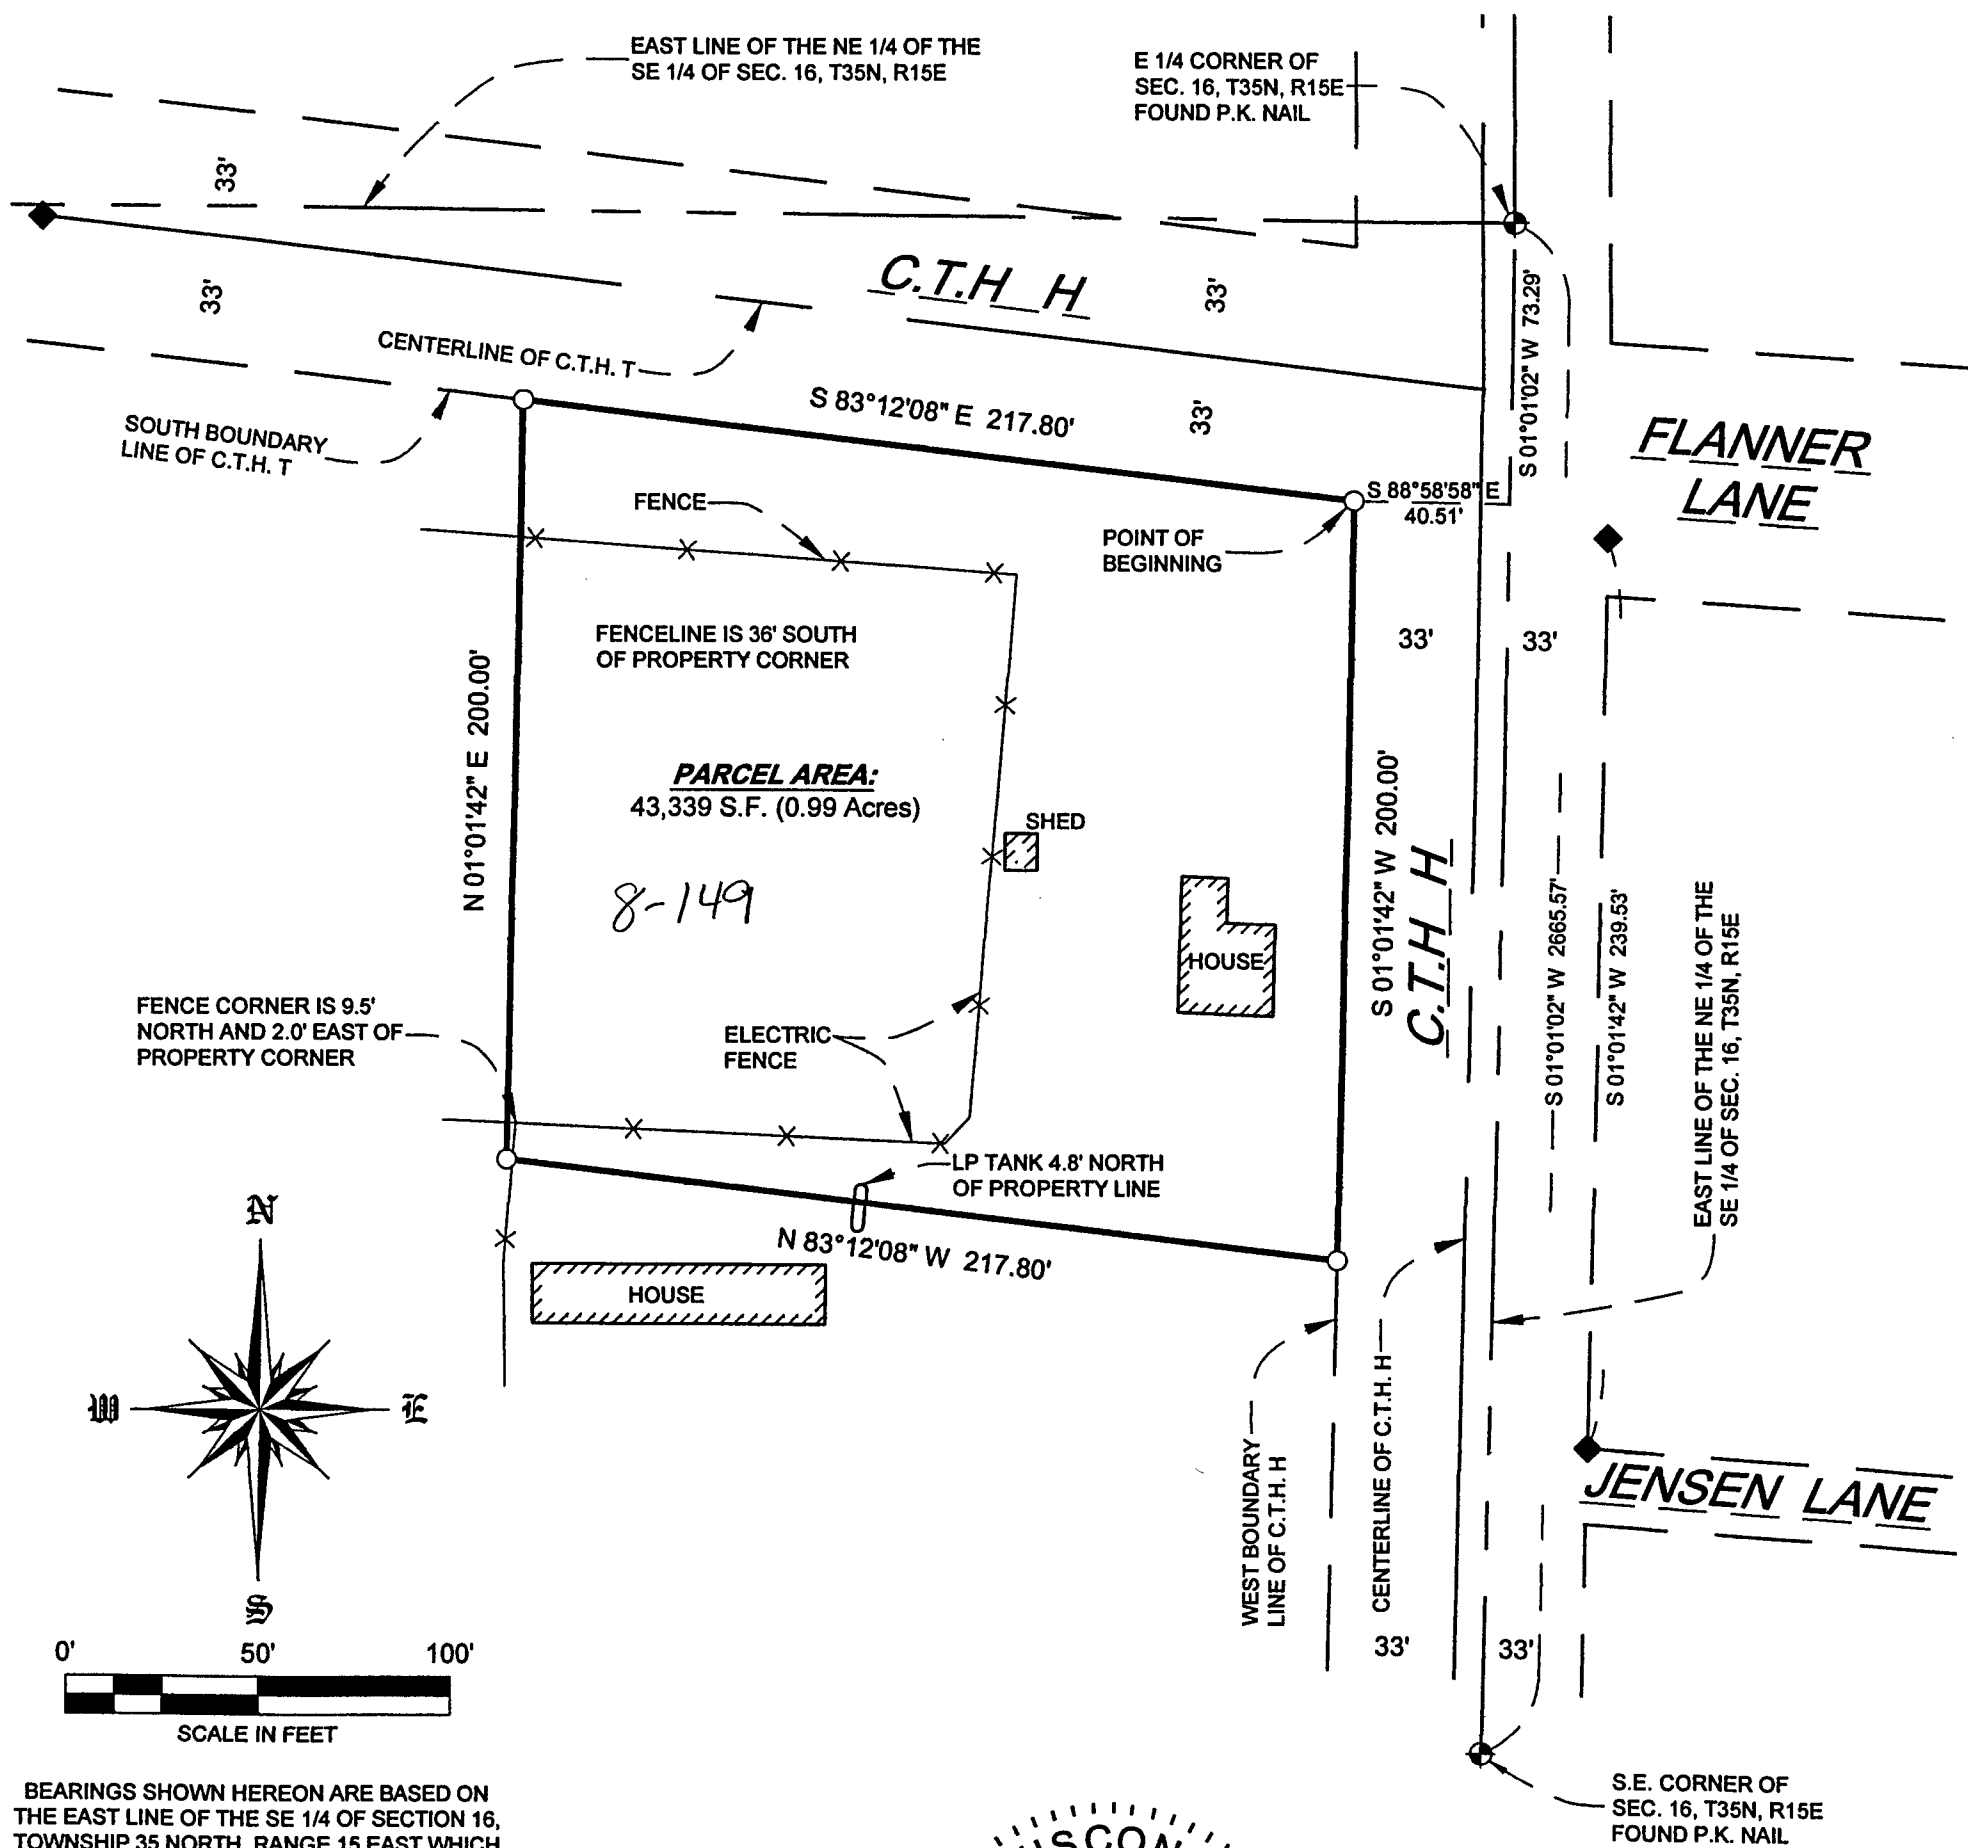 EAST LINE OF THE NE 1/4 OF THE
SE 1/4 OF SEC. 16, T35N, R15E
E 1/4 CORNER OF
SEC. 16, T35N, R15E
FOUND P.K. NAIL
33'
33'
C.T.H H
33'
S 01°01'02" W 73.29'
CENTERLINE OF C.T.H. T
S 83°12'08" E 217.80'
33'
SOUTH BOUNDARY
LINE OF C.T.H. T
FLANNER
LANE
FENCE
S 88°58'58" E
40.51'
POINT OF
BEGINNING
FENCELINE IS 36' SOUTH
OF PROPERTY CORNER
33'
33'
N 01°01'42" E 200.00'
PARCEL AREA:
43,339 S.F. (0.99 Acres)
SHED
8-149
HOUSE
S 01°01'42" W 200.00'
C.T.H H
S 01°01'02" W 2665.57'
S 01°01'42" W 239.53'
EAST LINE OF THE NE 1/4 OF THE
SE 1/4 OF SEC. 16, T35N, R15E
FENCE CORNER IS 9.5'
NORTH AND 2.0' EAST OF
PROPERTY CORNER
ELECTRIC
FENCE
LP TANK 4.8' NORTH
OF PROPERTY LINE
N 83°12'08" W 217.80'
HOUSE
N
W
E
S
WEST BOUNDARY
LINE OF C.T.H. H
CENTERLINE OF C.T.H. H
JENSEN LANE
33'
33'
0'
50'
100'
SCALE IN FEET
S.E. CORNER OF
SEC. 16, T35N, R15E
FOUND P.K. NAIL
BEARINGS SHOWN HEREON ARE BASED ON
THE EAST LINE OF THE SE 1/4 OF SECTION 16,
TOWNSHIP 35 NORTH, RANGE 15 EAST WHICH